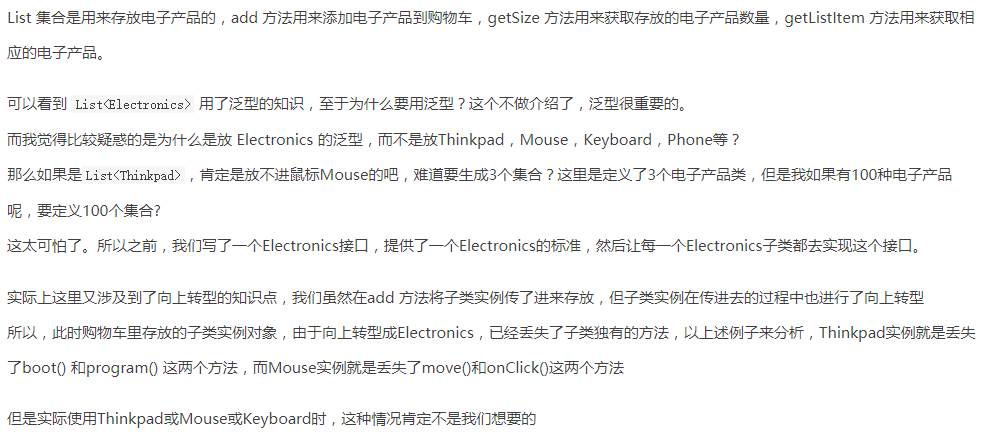 List 集合是用来存放电子产品的，add 方法用来添加电子产品到购物车，getSize 方法用来获取存放的电子产品数量，getListItem 方法用来获取相
应的电子产品。
可以看到 List<Electronics> 用了泛型的知识，至于为什么要用泛型？这个不做介绍了，泛型很重要的。
而我觉得比较疑惑的是为什么是放 Electronics 的泛型，而不是放Thinkpad，Mouse，Keyboard，Phone等？
那么如果是List<Thinkpad>，肯定是放不进鼠标Mouse的吧，难道要生成3个集合？这里是定义了3个电子产品类，但是我如果有100种电子产品
呢，要定义100个集合?
这太可怕了。所以之前，我们写了一个Electronics接口，提供了一个Electronics的标准，然后让每一个Electronics子类都去实现这个接口。
实际上这里又涉及到了向上转型的知识点，我们虽然在add 方法将子类实例传了进来存放，但子类实例在传进去的过程中也进行了向上转型
所以，此时购物车里存放的子类实例对象，由于向上转型成Electronics，已经丢失了子类独有的方法，以上述例子来分析，Thinkpad实例就是丢失
了boot() 和program() 这两个方法，而Mouse实例就是丢失了move()和onClick()这两个方法
但是实际使用Thinkpad或Mouse或Keyboard时，这种情况肯定不是我们想要的